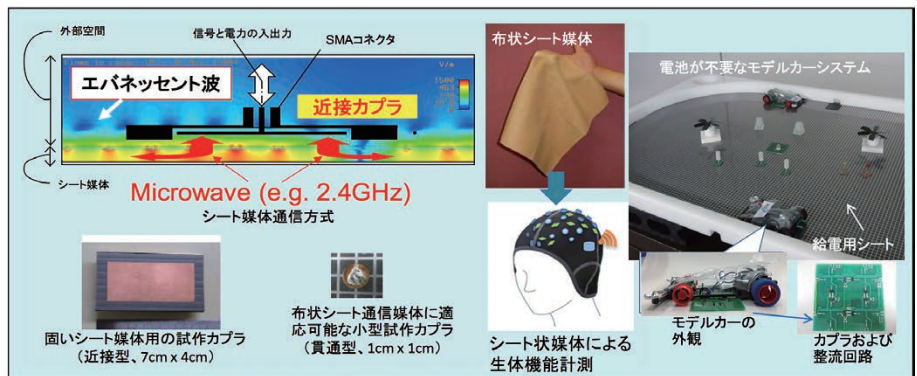 外部空間
信号と電力の入出力
SMAコネクタ
V/m
エバネッセント波
近接カプラ
シート媒体
Microwave (e.g. 2.4GHz)
シート媒体通信方式
固いシート媒体用の試作カプラ
(近接型、7cm x 4cm)
布状シート通信媒体に適
応可能な小型試作カプラ
(貫通型、1cm x 1cm)
布状シート媒体
シート状媒体による
生体機能計測
電池が不要なモデルカーシステム
給電用シート
モデルカーの
外観
カプラおよび
整流回路